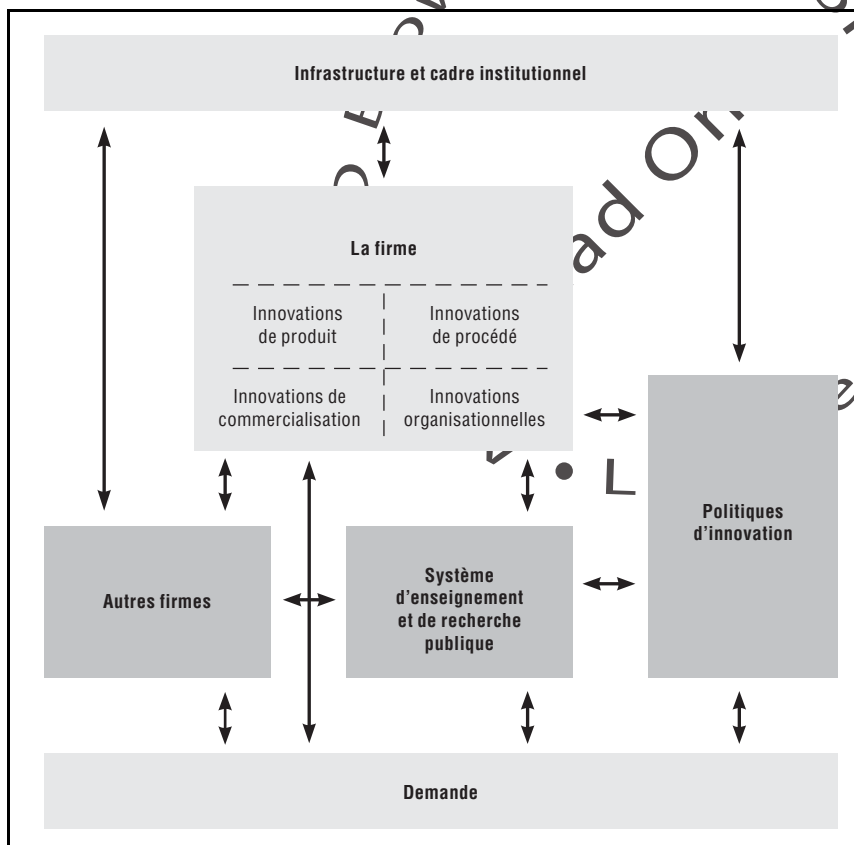 Infrastructure et cadre institutionnel
La firme
Innovations
de produit
Innovations
de procédé
Innovations de
commercialisation
Innovations
organisationnelles
Politiques
d'innovation
Autres firmes
Système
d'enseignement
et de recherche
publique
Demande